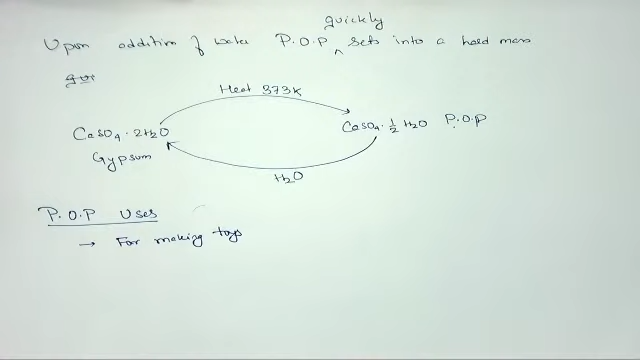 quickly
Upon addition of water P.O.P ^ sets into a hard mass
Heat 373K
CaSO4 · 2H2O
CaSO4 · 1/2 H2O P.O.P
Gypsum
H2O
P.O.P Uses
→ For making toys